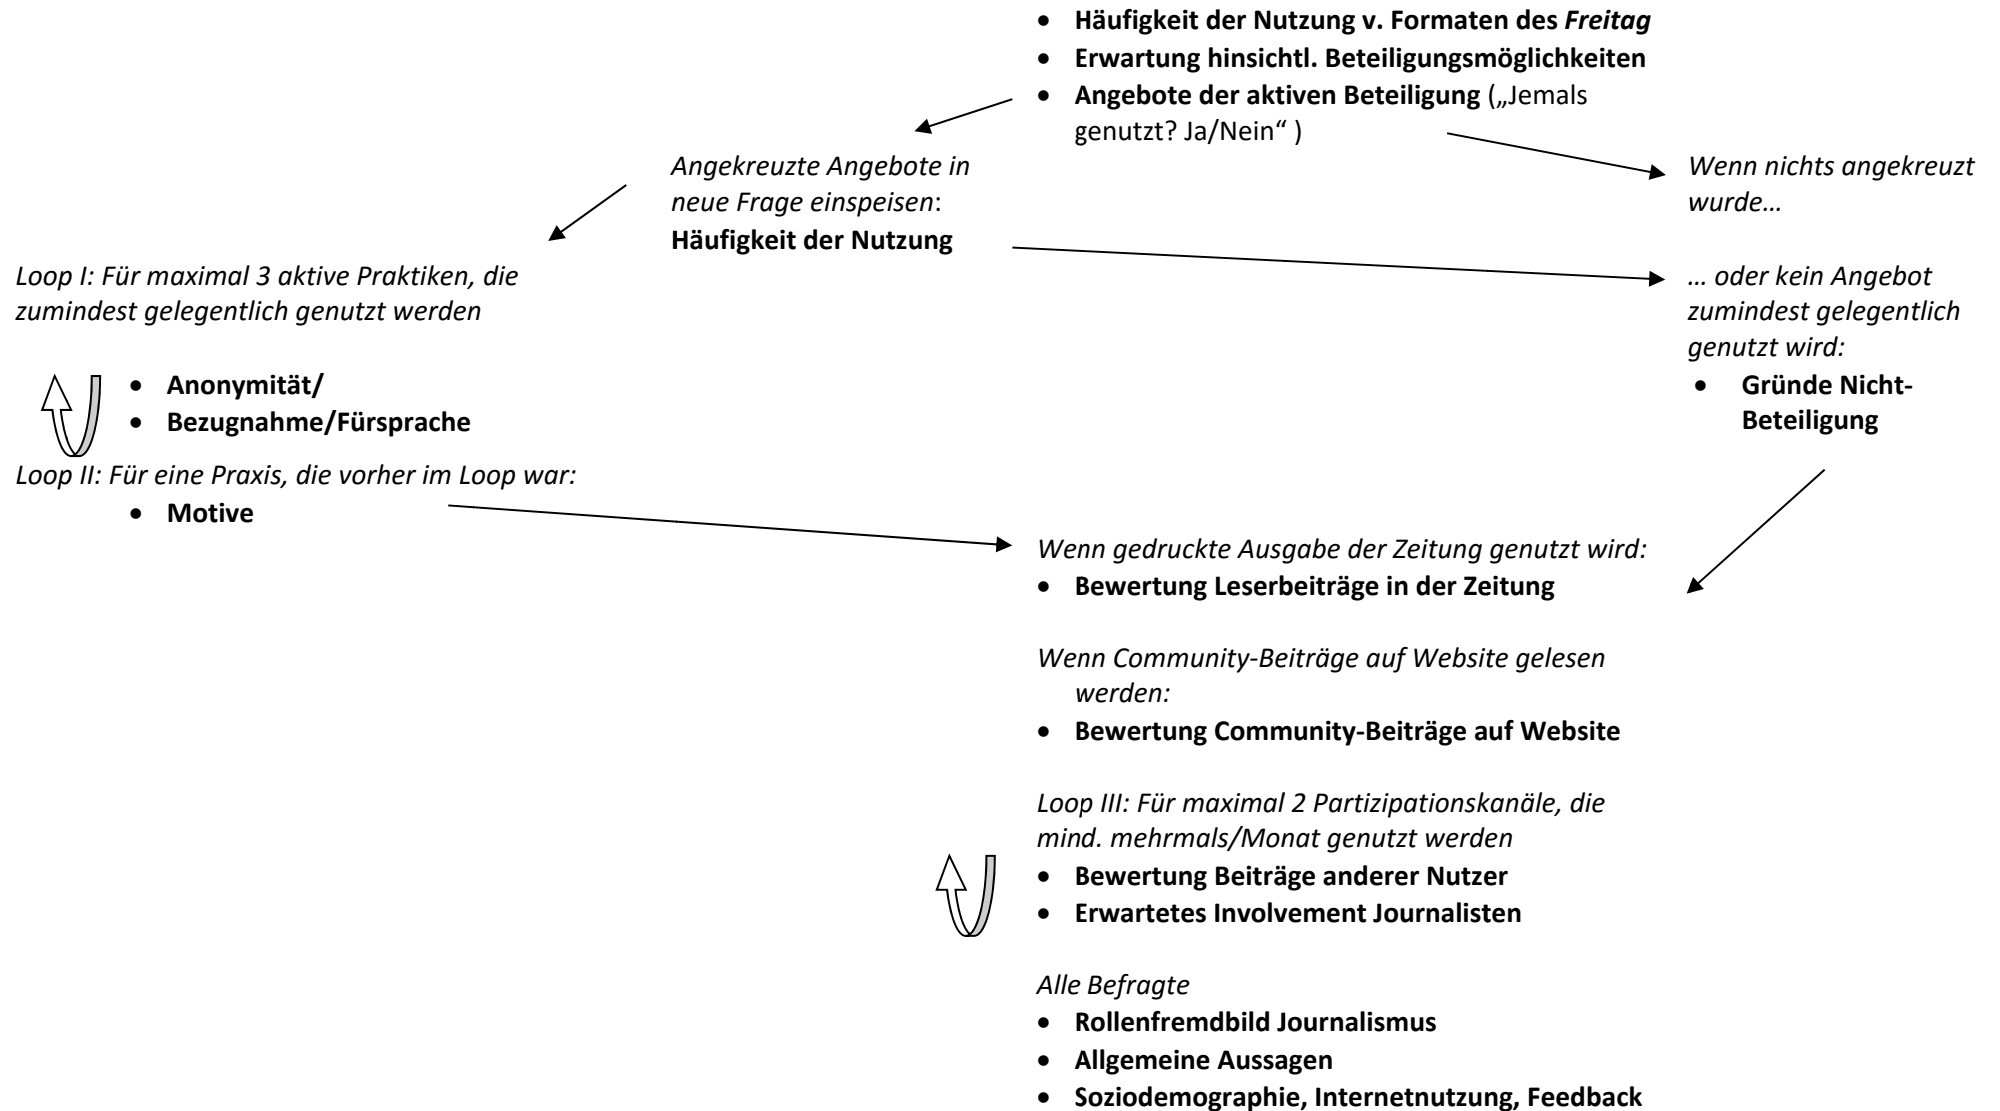 • Häufigkeit der Nutzung v. Formaten des Freitag
• Erwartung hinsichtl. Beteiligungsmöglichkeiten
• Angebote der aktiven Beteiligung („Jemals
genutzt? Ja/Nein“ )
Angekreuzte Angebote in
neue Frage einspeisen:
Häufigkeit der Nutzung
Wenn nichts angekreuzt
wurde…
… oder kein Angebot
zumindest gelegentlich
genutzt wird:
• Gründe Nicht-
Beteiligung
Loop I: Für maximal 3 aktive Praktiken, die
zumindest gelegentlich genutzt werden
• Anonymität/
• Bezugnahme/Fürsprache
Loop II: Für eine Praxis, die vorher im Loop war:
• Motive
Wenn gedruckte Ausgabe der Zeitung genutzt wird:
• Bewertung Leserbeiträge in der Zeitung
Wenn Community-Beiträge auf Website gelesen
werden:
• Bewertung Community-Beiträge auf Website
Loop III: Für maximal 2 Partizipationskanäle, die
mind. mehrmals/Monat genutzt werden
• Bewertung Beiträge anderer Nutzer
• Erwartetes Involvement Journalisten
Alle Befragte
• Rollenfremdbild Journalismus
• Allgemeine Aussagen
• Soziodemographie, Internetnutzung, Feedback